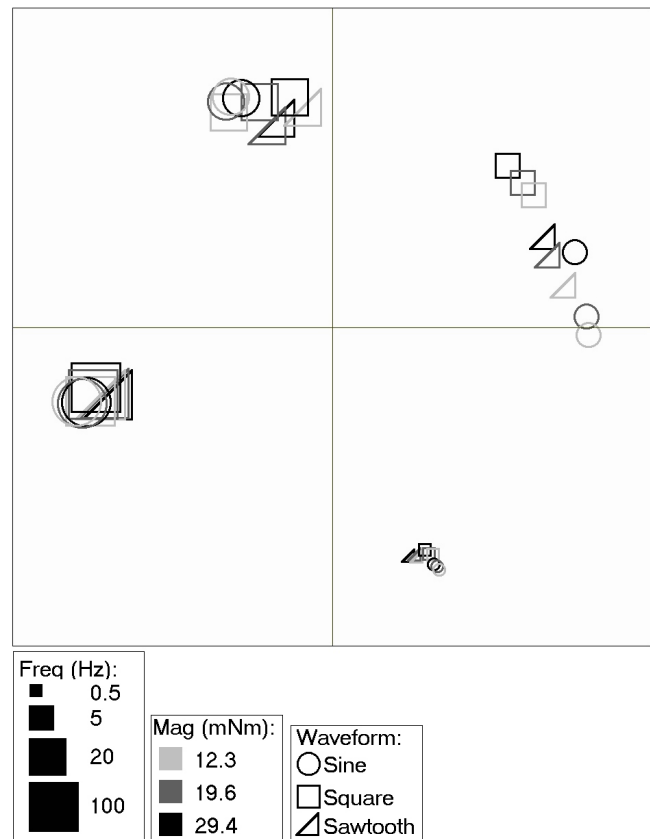 Freq (Hz):
0.5
5
20
100
Mag (mNm):
12.3
19.6
29.4
Waveform:
Sine
Square
Sawtooth